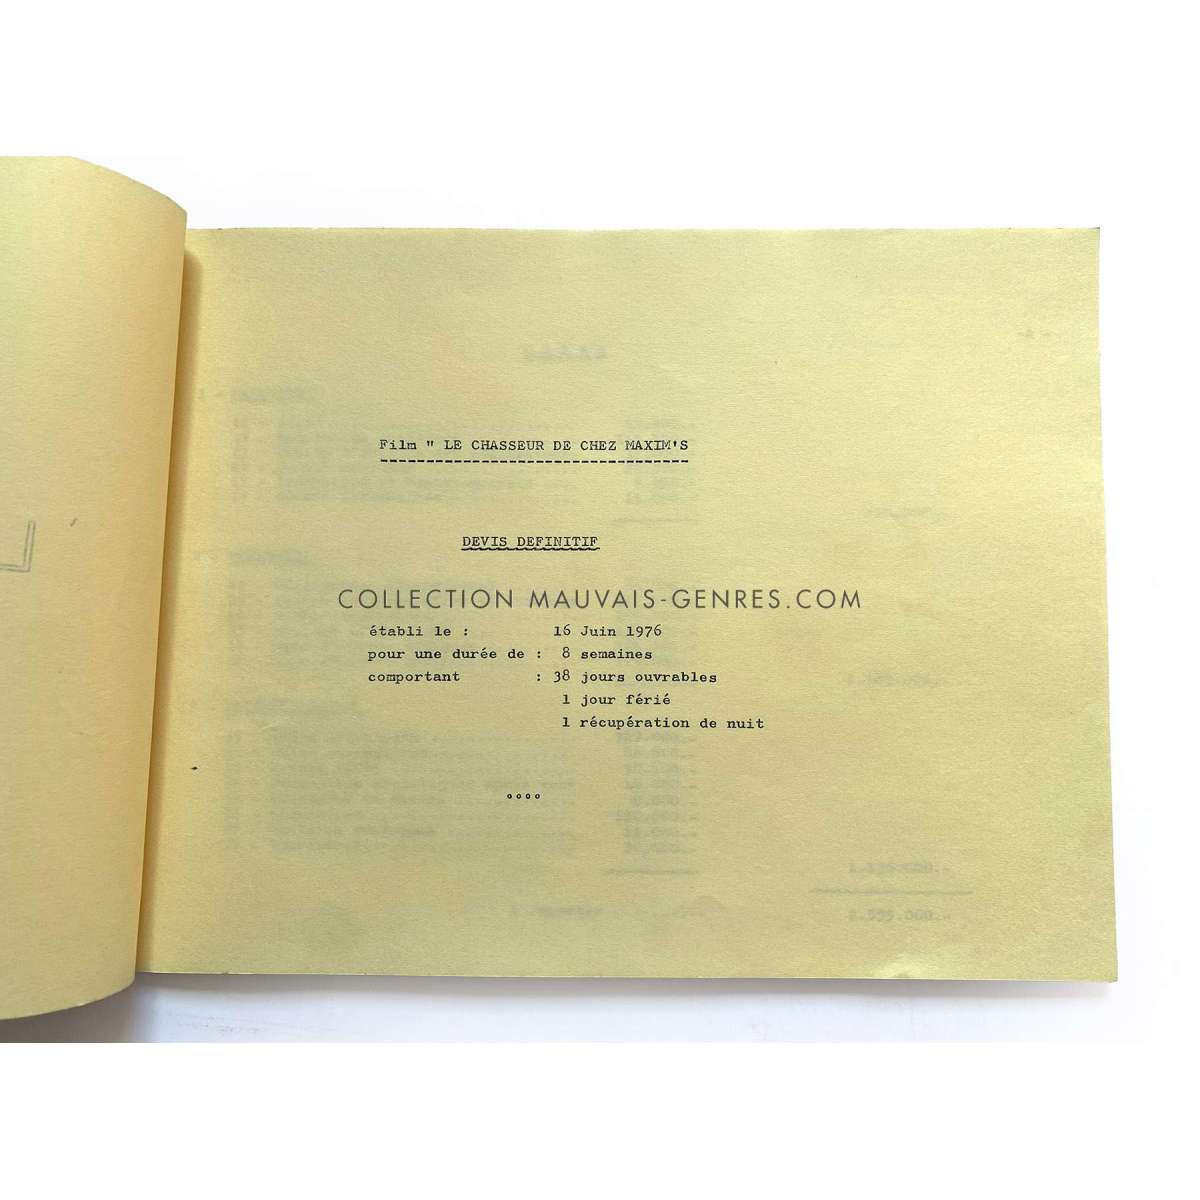 Film " LE CHASSEUR DE CHEZ MAXIM'S
DEVIS DEFINITIF
COLLECTION MAUVAIS-GENRES.COM
établi le : 16 Juin 1976
pour une durée de : 8 semaines
comportant : 38 jours ouvrables
1 jour férié
1 récupération de nuit